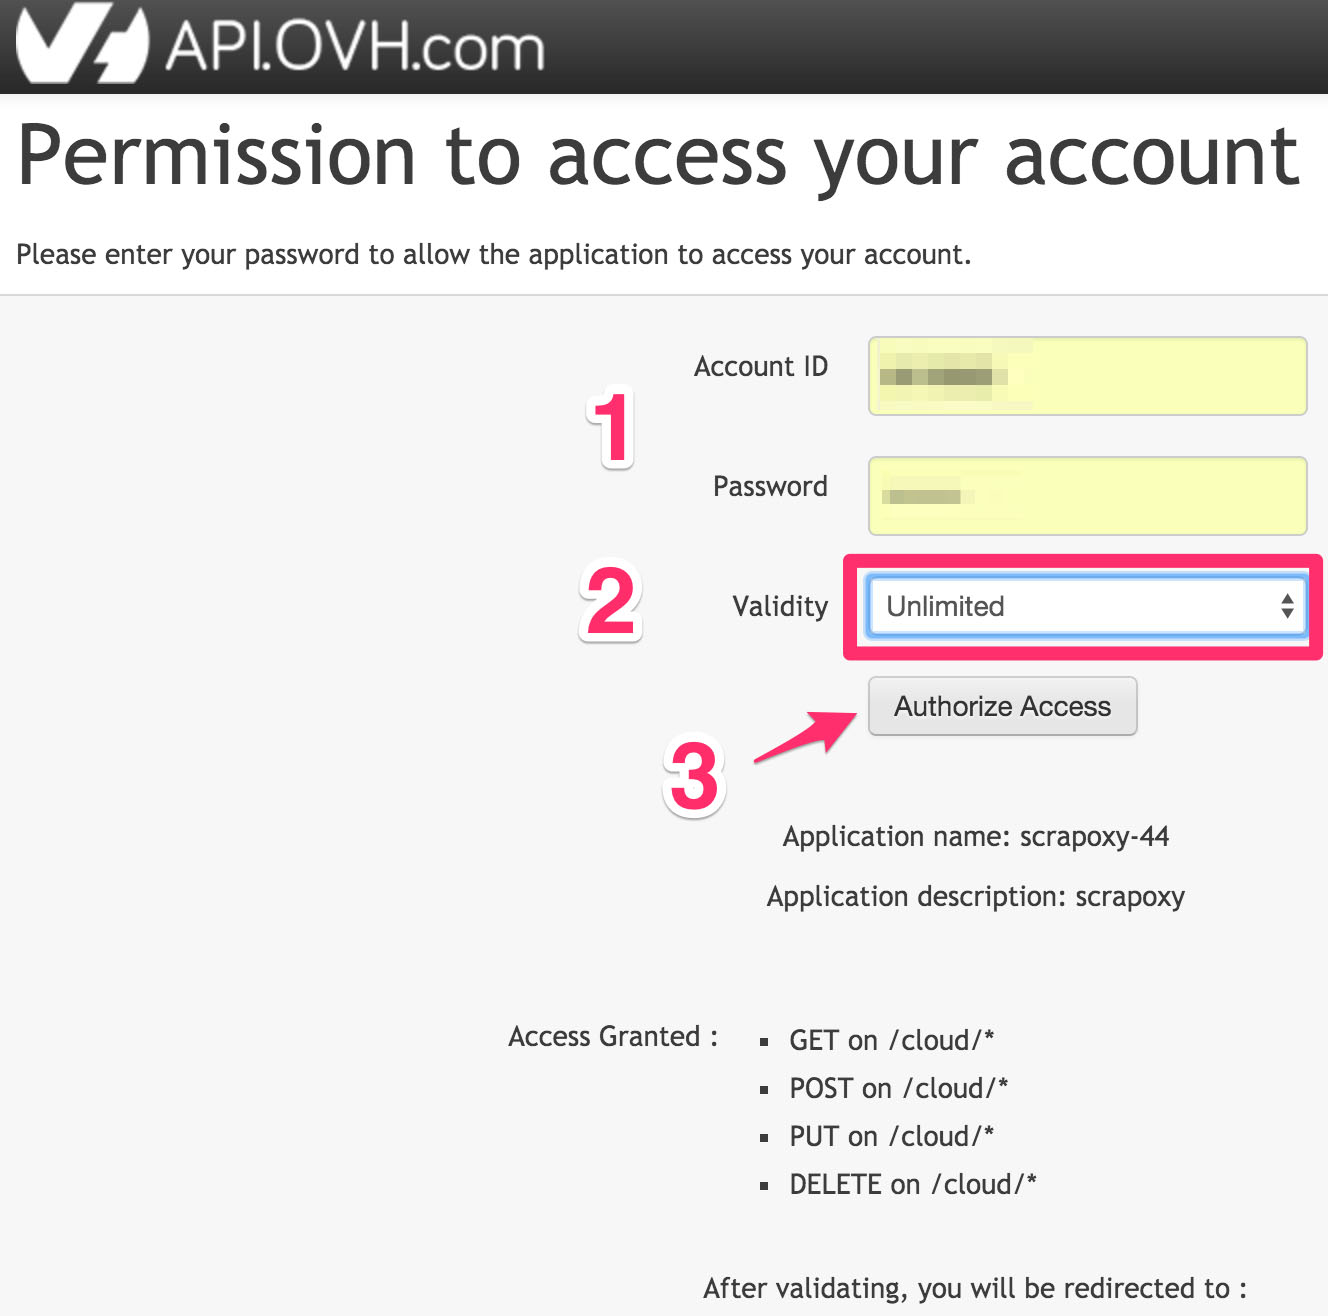 API.OVH.com
Permission to access your account
Please enter your password to allow the application to access your account.
Account ID
1
Password
2
Validity
Unlimited
Authorize Access
3
Application name: scrapoxy-44
Application description: scrapoxy
Access Granted :
▪ GET on /cloud/*
▪ POST on /cloud/*
▪ PUT on /cloud/*
▪ DELETE on /cloud/*
After validating, you will be redirected to :